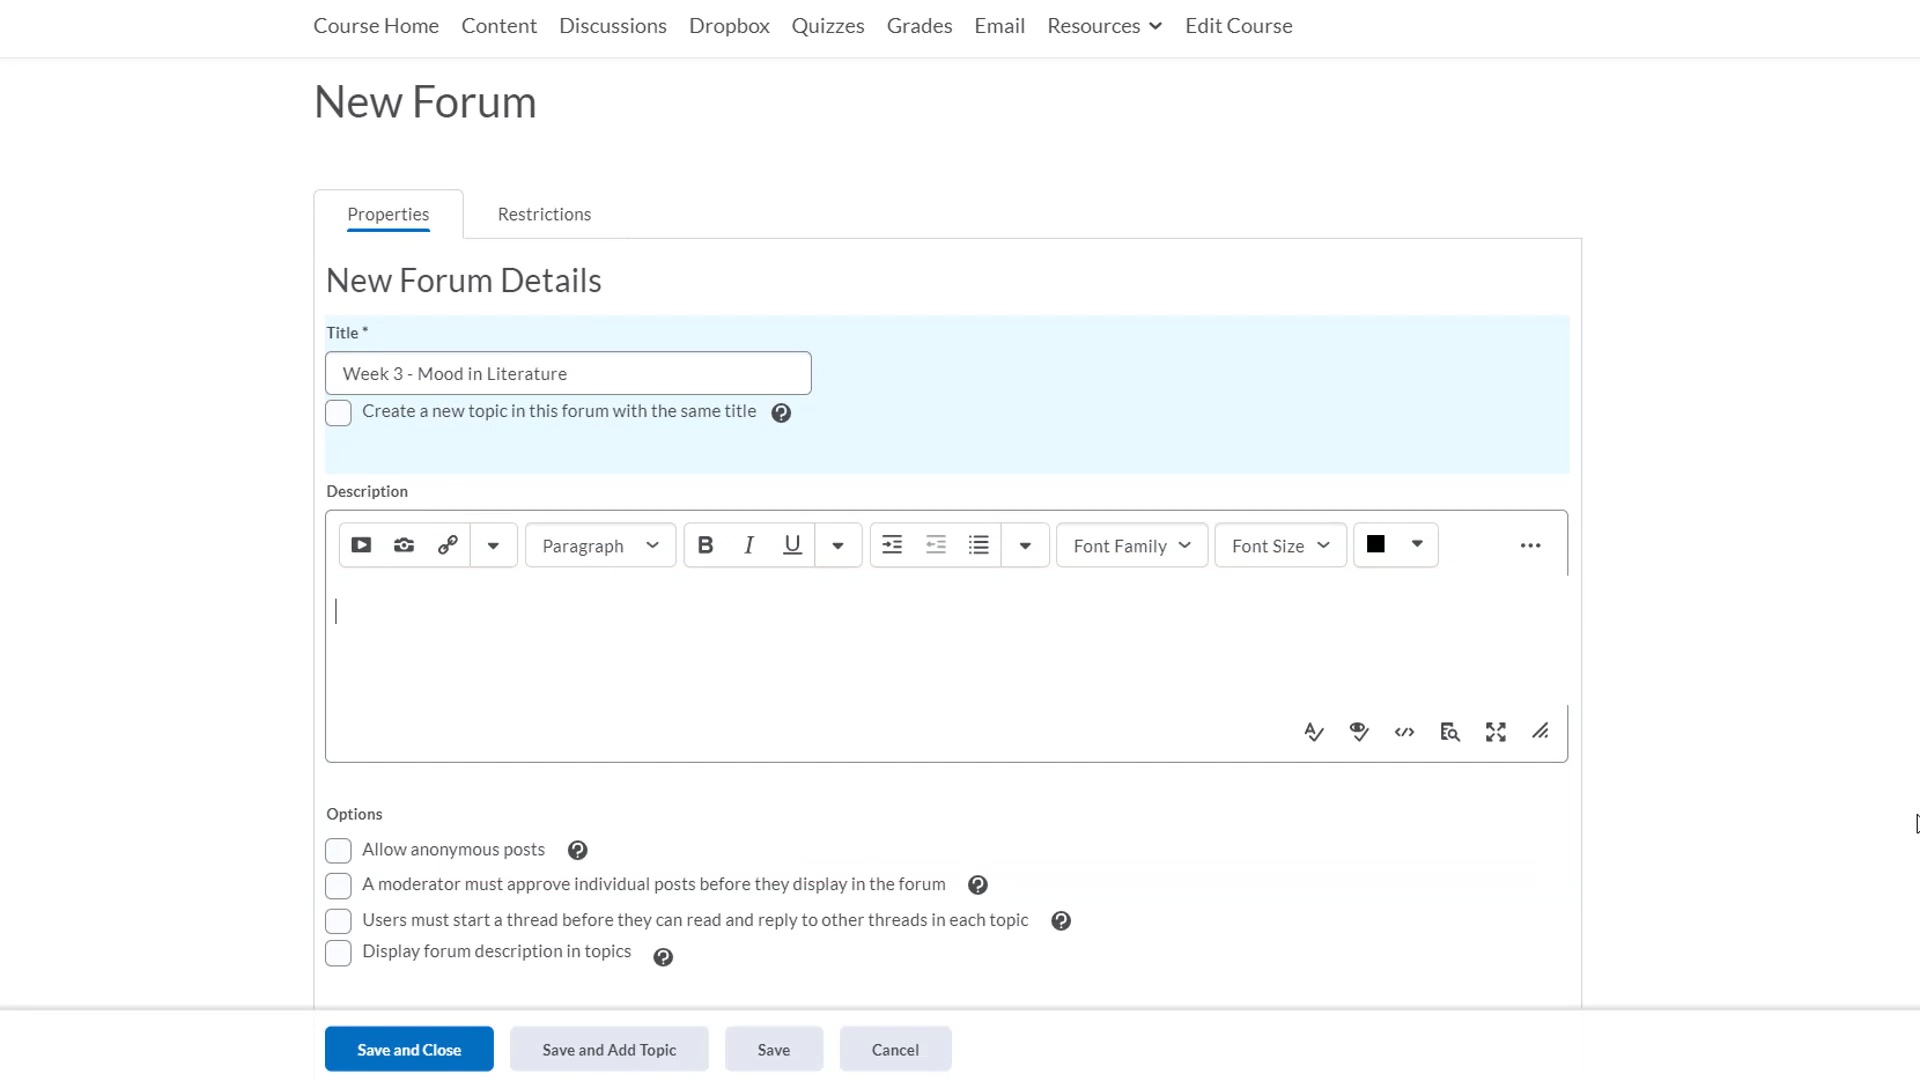 Course Home Content Discussions Dropbox Quizzes Grades Email Resources Edit Course
New Forum
Properties Restrictions
New Forum Details
Title *
Week 3 - Mood in Literature
Create a new topic in this forum with the same title
Description
Paragraph B I U Font Family Font Size
Options
Allow anonymous posts
A moderator must approve individual posts before they display in the forum
Users must start a thread before they can read and reply to other threads in each topic
Display forum description in topics
Save and Close Save and Add Topic Save Cancel